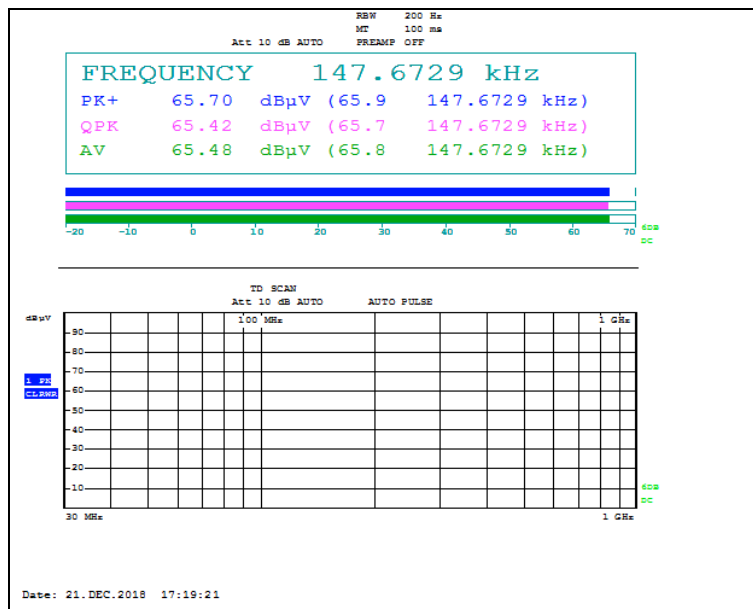 RBW 200 Hz
MT 100 ms
Att 10 dB AUTO PREAMP OFF
FREQUENCY 147.6729 kHz
PK+ 65.70 dBµV (65.9 147.6729 kHz)
QPK 65.42 dBµV (65.7 147.6729 kHz)
AV 65.48 dBµV (65.8 147.6729 kHz)
-20 -10 0 10 20 30 40 50 60 70
6DB
DC
TD SCAN
Att 10 dB AUTO AUTO PULSE
dBµV
100 MHz 1 GHz
90
80
70
1 PK
60
CLRWR
50
40
30
20
10
6DB
DC
30 MHz 1 GHz
Date: 21.DEC.2018 17:19:21